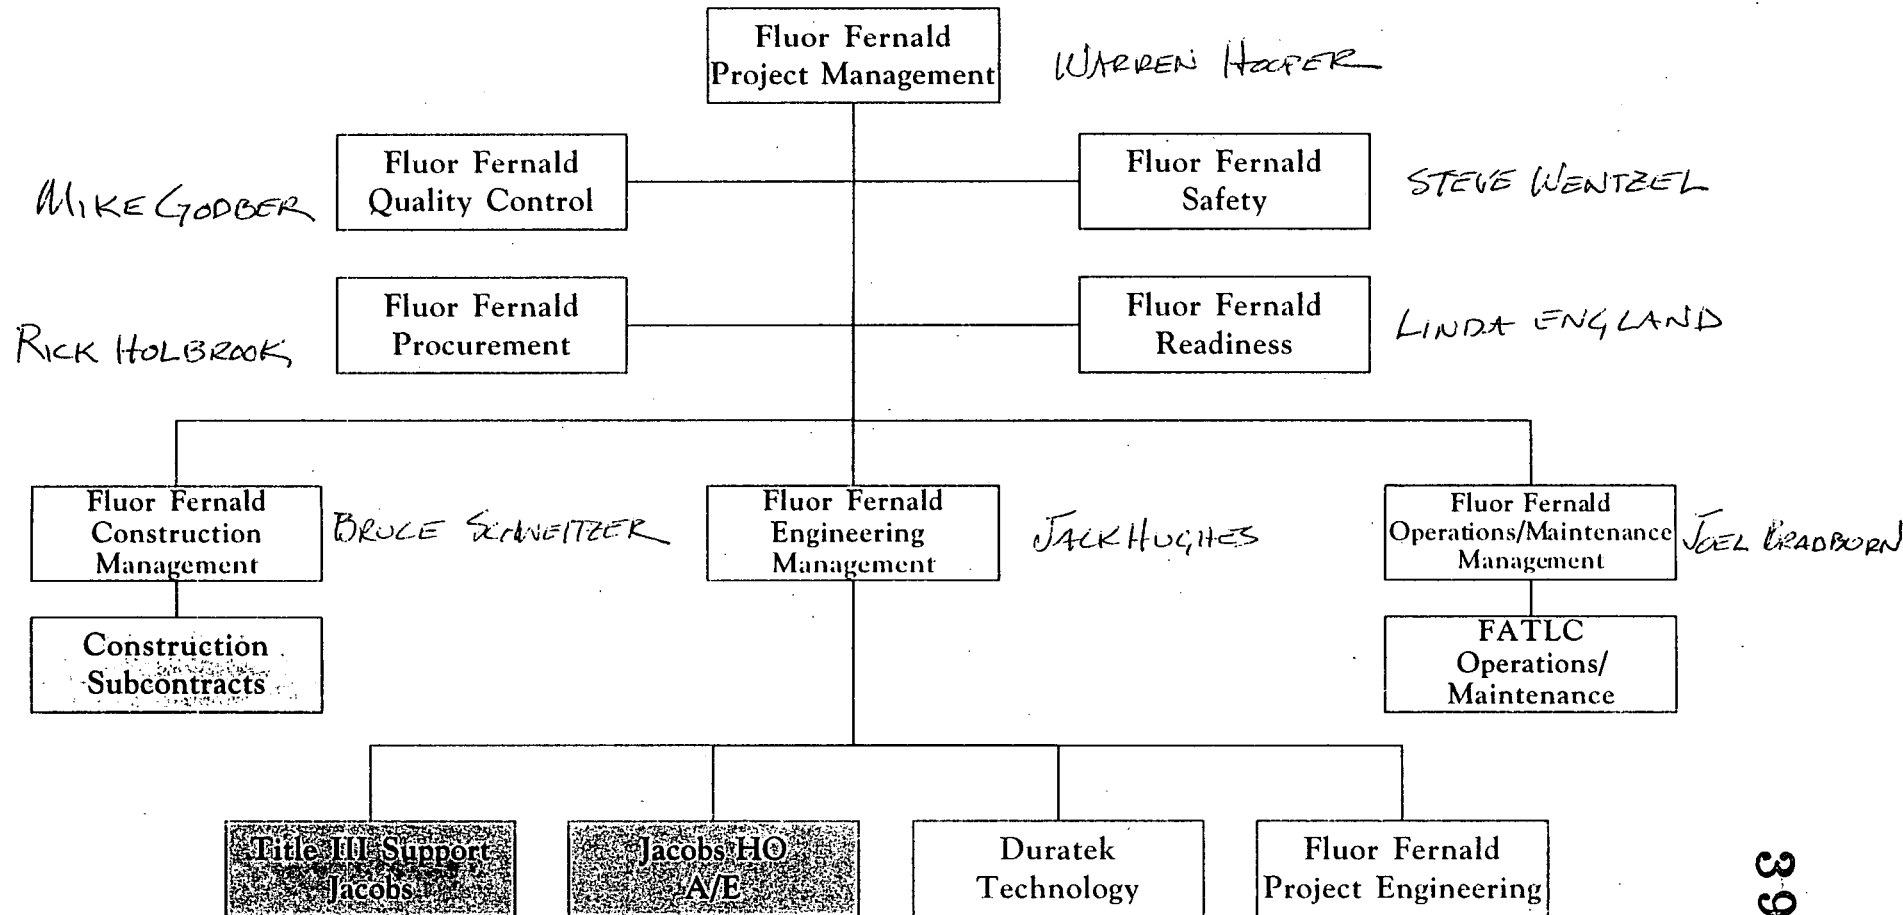 Fluor Fernald
Project Management
WARREN HOOPER
Fluor Fernald
Quality Control
MIKE GODBER
Fluor Fernald
Safety
STEVE WENTZEL
Fluor Fernald
Procurement
RICK HOLBROOK
Fluor Fernald
Readiness
LINDA ENGLAND
Fluor Fernald
Construction
Management
BRUCE SCHWEITZER
Fluor Fernald
Engineering
Management
JACK HUGHES
Fluor Fernald
Operations/Maintenance
Management
JOEL BRADBURN
Construction
Subcontracts
FATLC
Operations/
Maintenance
Title III Support
Jacobs
Jacobs HO
A/E
Duratek
Technology
Fluor Fernald
Project Engineering